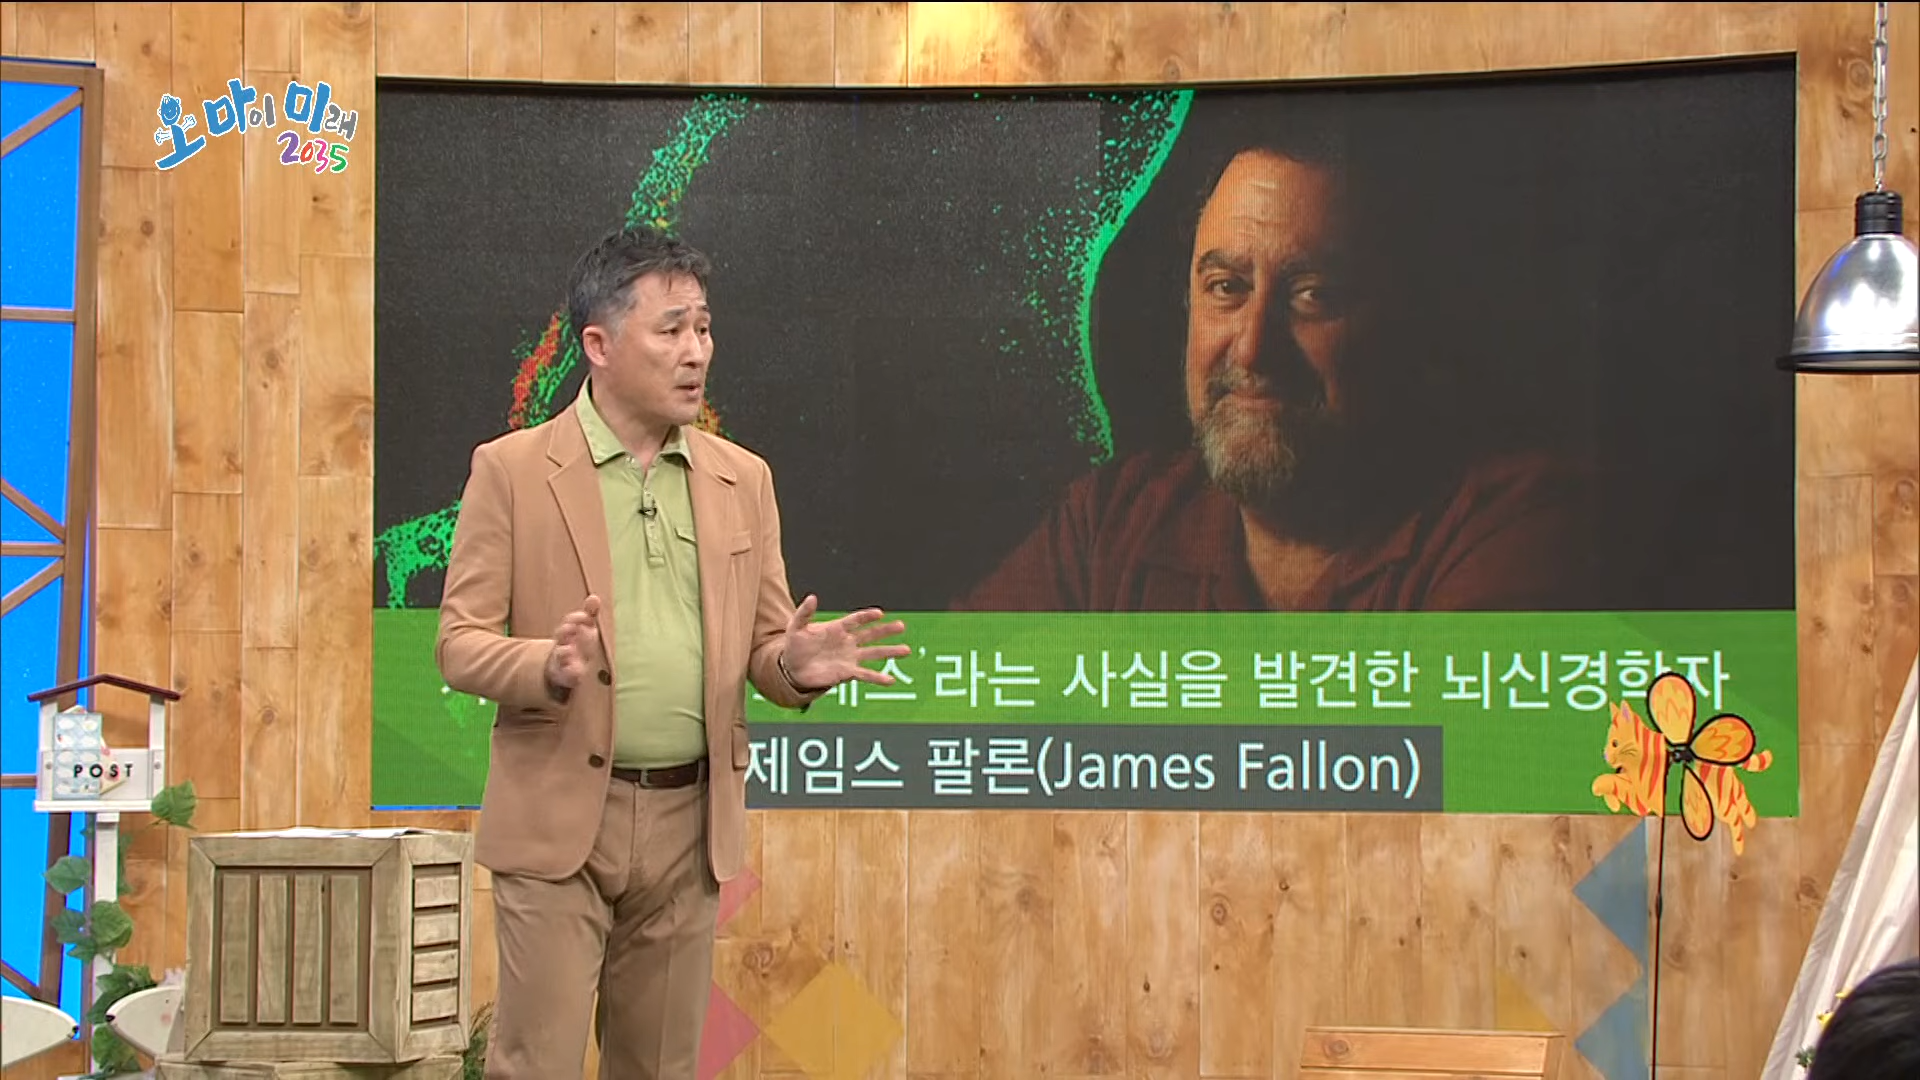 오 마이 미래
2035
라는 사실을 발견한 뇌신경학자
제임스 팔론(James Fallon)
POST